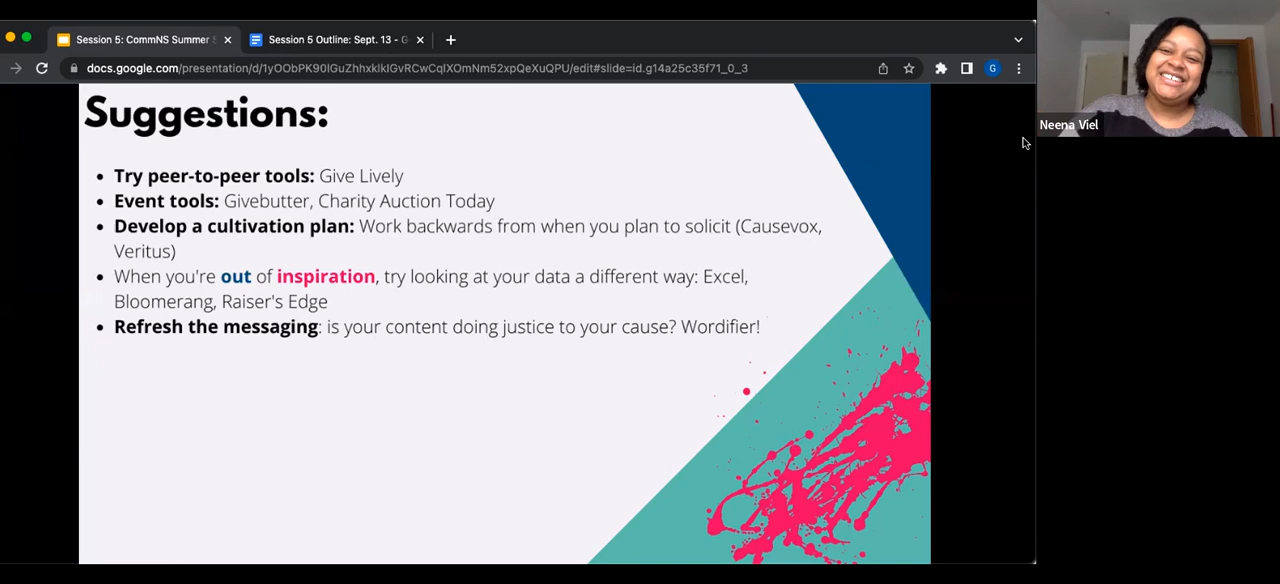 Session 5: CommNS Summer S
Session 5 Outline: Sept. 13 - G
docs.google.com/presentation/d/1yOObPK90IGuZhhxklkIGvRCwCqlXOmNm52xpQeXuQPU/edit#slide=id.g14a25c35f71_0_3
G
Suggestions:
Neena Viel
• Try peer-to-peer tools: Give Lively
• Event tools: Givebutter, Charity Auction Today
• Develop a cultivation plan: Work backwards from when you plan to solicit (Causevox,
Veritus)
• When you're out of inspiration, try looking at your data a different way: Excel,
Bloomerang, Raiser's Edge
• Refresh the messaging: is your content doing justice to your cause? Wordifier!